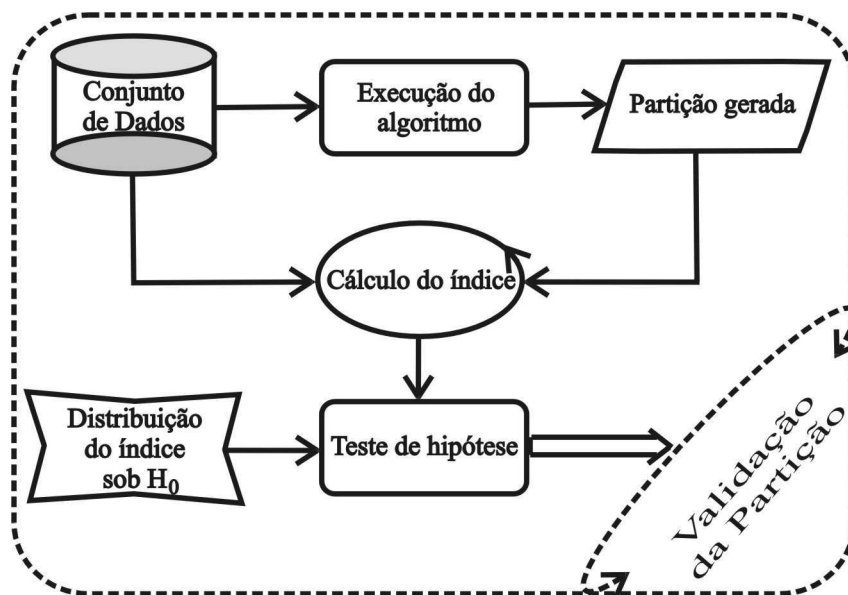 Conjunto
de Dados
Execução do
algoritmo
Partição gerada
Cálculo do índice
Distribuição
do índice
sob H₀
Teste de hipótese
Validação
da Partição